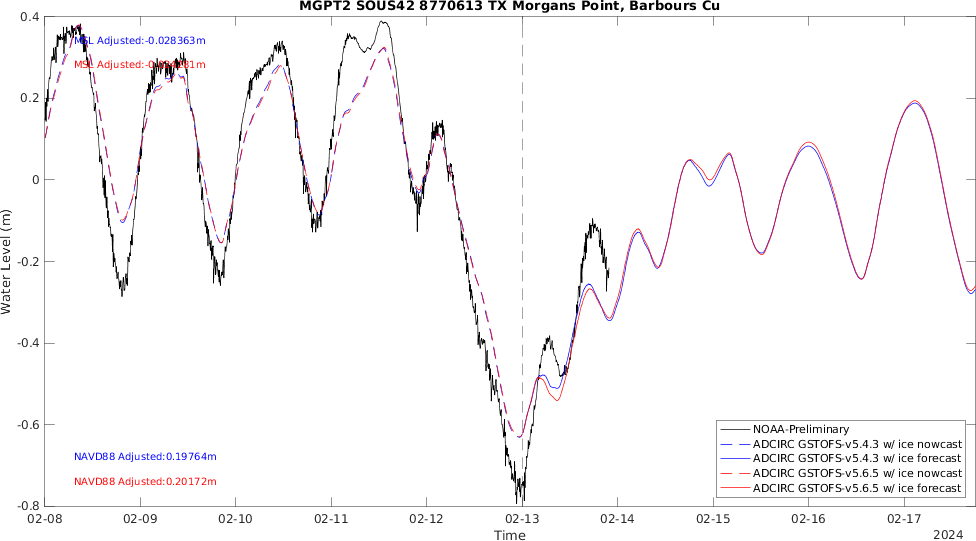 MGPT2 SOUS42 8770613 TX Morgans Point, Barbours Cu
0.4
MSL Adjusted:-0.028363m
MSL
0.2
0
-0.2
-0.4
-0.6
-0.8
Water Level (m)
NAVD88 Adjusted:0.19764m
NAVD88 Adjusted:0.20172m
NOAA-Preliminary
ADCIRC GSTOFS-v5.4.3 w/ ice nowcast
ADCIRC GSTOFS-v5.4.3 w/ ice forecast
ADCIRC GSTOFS-v5.6.5 w/ ice nowcast
ADCIRC GSTOFS-v5.6.5 w/ ice forecast
02-08 02-09 02-10 02-11 02-12 02-13 02-14 02-15 02-16 02-17
Time
2024